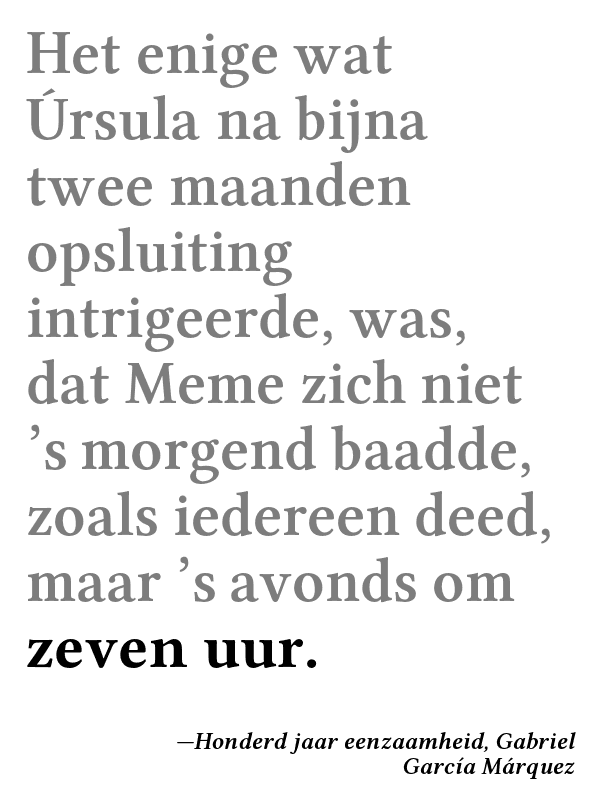 Het enige wat
Úrsula na bijna
twee maanden
opsluiting
intrigeerde, was,
dat Meme zich niet
’s morgend baadde,
zoals iedereen deed,
maar ’s avonds om
zeven uur.
—Honderd jaar eenzaamheid, Gabriel
García Márquez